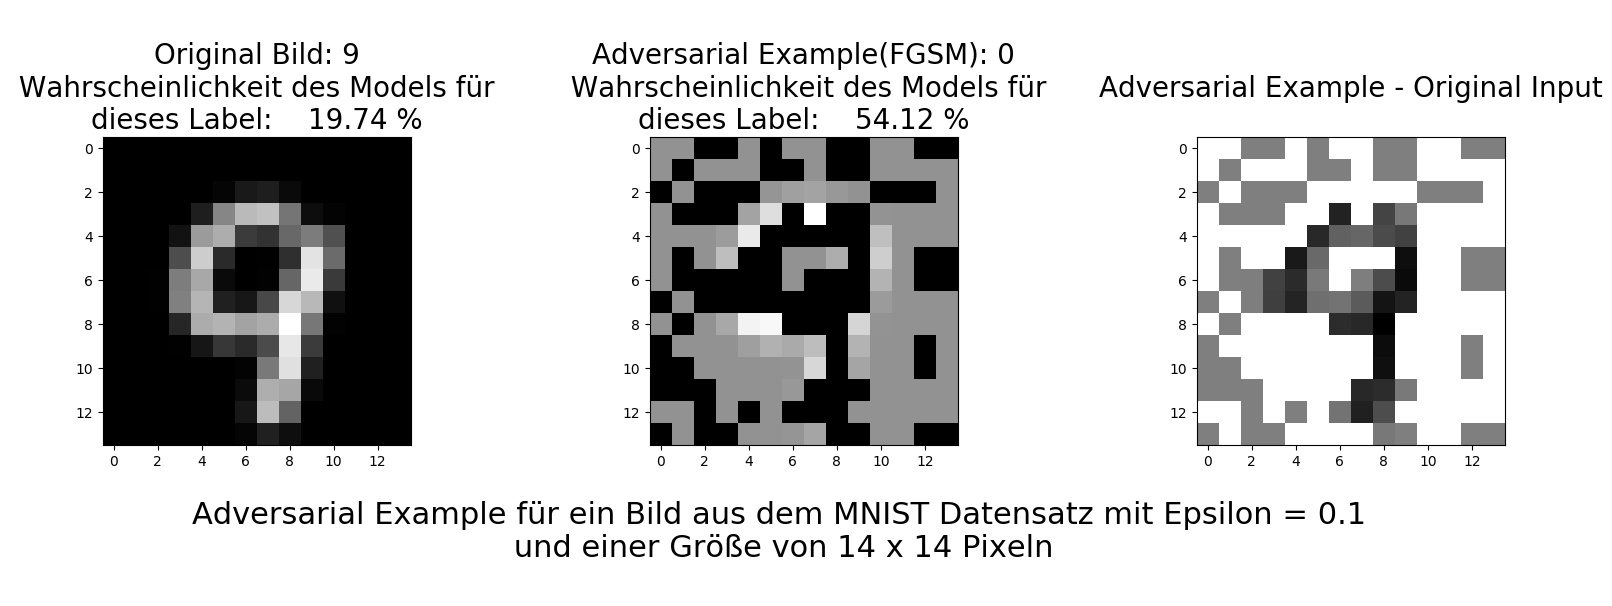 Original Bild: 9
Wahrscheinlichkeit des Models für
dieses Label:    19.74 %
Adversarial Example(FGSM): 0
Wahrscheinlichkeit des Models für
dieses Label:    54.12 %
Adversarial Example - Original Input
0
2
4
6
8
10
12
0 2 4 6 8 10 12
0
2
4
6
8
10
12
0 2 4 6 8 10 12
0
2
4
6
8
10
12
0 2 4 6 8 10 12
Adversarial Example für ein Bild aus dem MNIST Datensatz mit Epsilon = 0.1
und einer Größe von 14 x 14 Pixeln